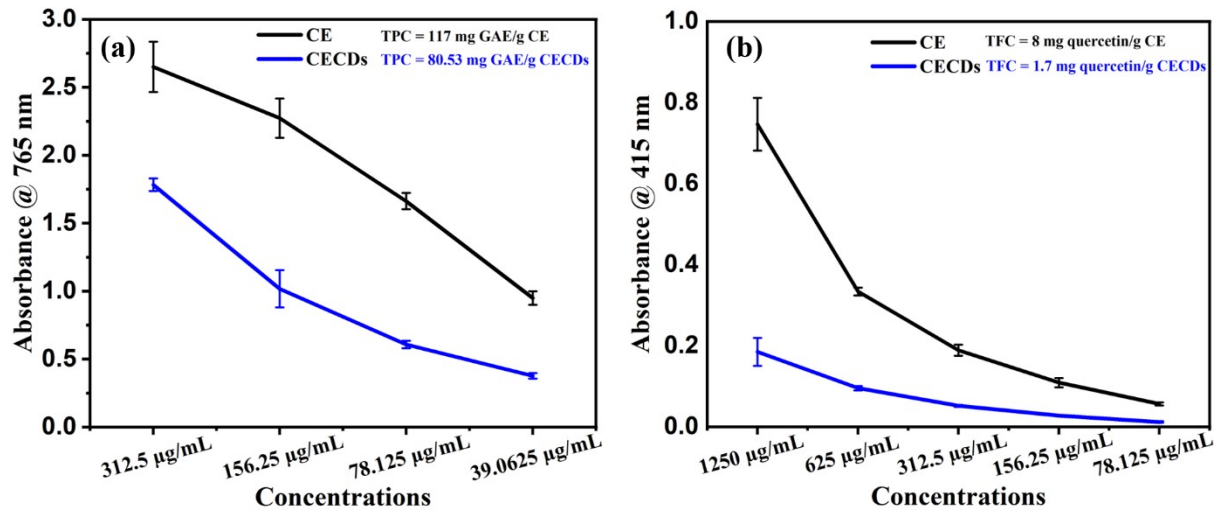 (a)
CE TPC = 117 mg GAE/g CE
CECDs TPC = 80.53 mg GAE/g CECDs
Absorbance @ 765 nm
3.0
2.5
2.0
1.5
1.0
0.5
0.0
312.5 µg/mL
156.25 µg/mL
78.125 µg/mL
39.0625 µg/mL
Concentrations
(b)
CE TFC = 8 mg quercetin/g CE
CECDs TFC = 1.7 mg quercetin/g CECDs
Absorbance @ 415 nm
1.0
0.8
0.6
0.4
0.2
0.0
1250 µg/mL
625 µg/mL
312.5 µg/mL
156.25 µg/mL
78.125 µg/mL
Concentrations